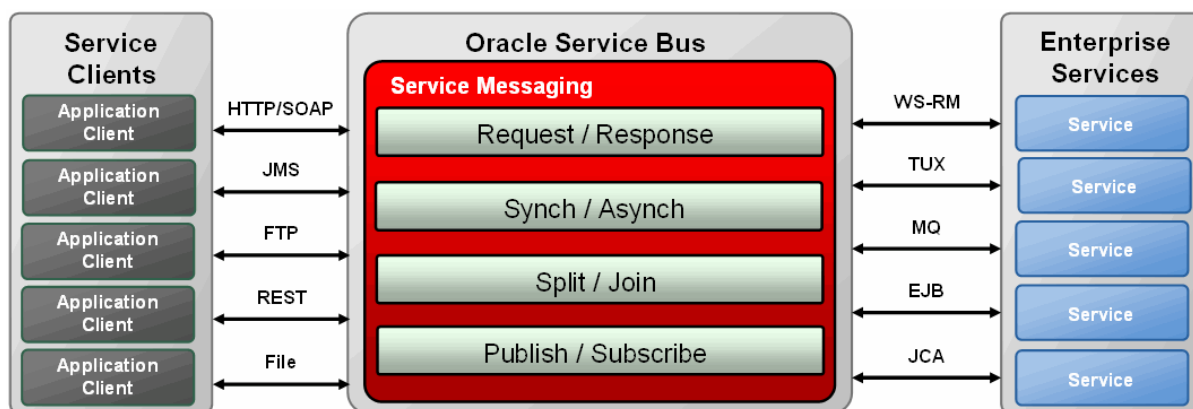 Service
Clients
Application
Client
Application
Client
Application
Client
Application
Client
Application
Client
HTTP/SOAP
JMS
FTP
REST
File
Oracle Service Bus
Service Messaging
Request / Response
Synch / Asynch
Split / Join
Publish / Subscribe
WS-RM
TUX
MQ
EJB
JCA
Enterprise
Services
Service
Service
Service
Service
Service